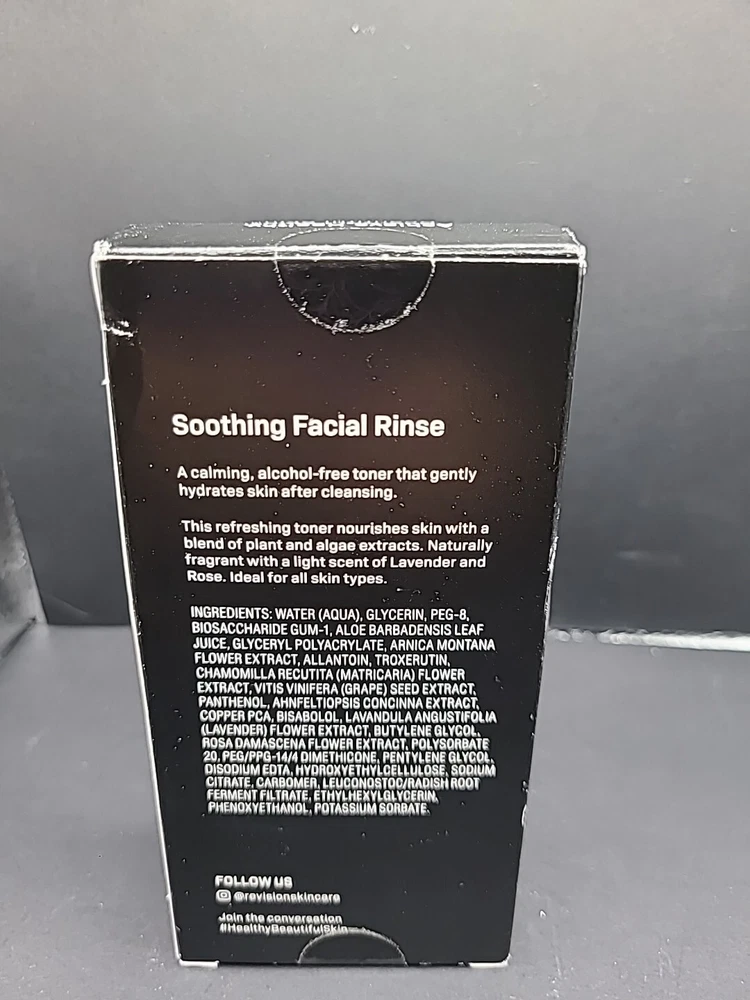 Soothing Facial Rinse
A calming, alcohol-free toner that gently
hydrates skin after cleansing.
This refreshing toner nourishes skin with a
blend of plant and algae extracts. Naturally
fragrant with a light scent of Lavender and
Rose. Ideal for all skin types.
INGREDIENTS: WATER (AQUA), GLYCERIN, PEG-8,
BIOSACCHARIDE GUM-1, ALOE BARBADENSIS LEAF
JUICE, GLYCERYL POLYACRYLATE, ARNICA MONTANA
FLOWER EXTRACT, ALLANTOIN, TROXERUTIN,
CHAMOMILLA RECUTITA (MATRICARIA) FLOWER
EXTRACT, VITIS VINIFERA (GRAPE) SEED EXTRACT,
PANTHENOL, AHNFELTIOPSIS CONCINNA EXTRACT,
COPPER PCA, BISABOLOL, LAVANDULA ANGUSTIFOLIA
(LAVENDER) FLOWER EXTRACT, BUTYLENE GLYCOL,
ROSA DAMASCENA FLOWER EXTRACT, POLYSORBATE
20, PEG/PPG-14/4 DIMETHICONE, PENTYLENE GLYCOL,
DISODIUM EDTA, HYDROXYETHYLCELLULOSE, SODIUM
CITRATE, CARBOMER, LEUCONOSTOC/RADISH ROOT
FERMENT FILTRATE, ETHYLHEXYLGLYCERIN,
PHENOXYETHANOL, POTASSIUM SORBATE.
FOLLOW US
@revisionskincare
Join the conversation
#HealthyBeautifulSkin